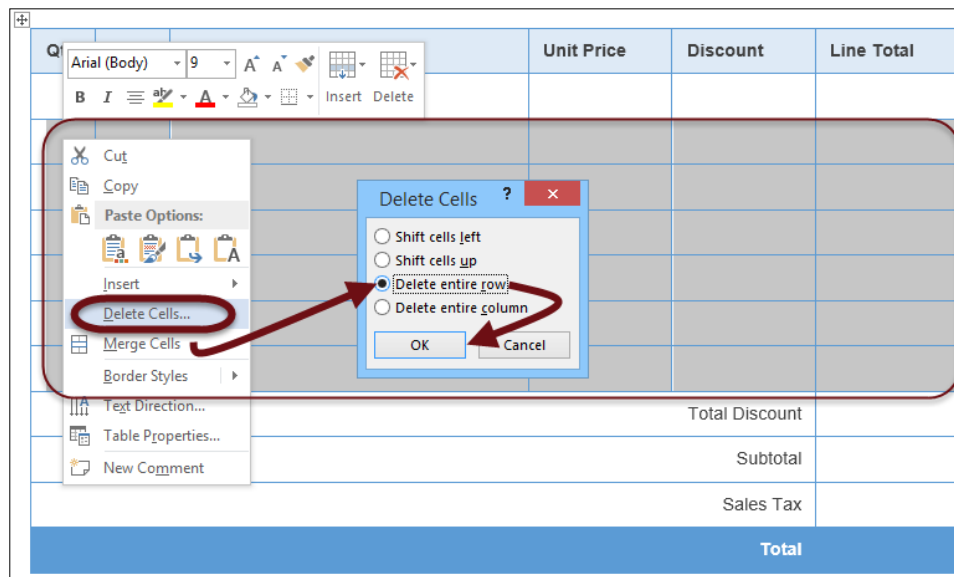 Qt
Unit Price
Discount
Line Total
Arial (Body)
9
A A
B I ab A
Insert Delete
Cut
Copy
Paste Options:
a
A
Insert
Delete Cells...
Merge Cells
Border Styles
Text Direction...
Table Properties...
New Comment
Delete Cells ? ×
Shift cells left
Shift cells up
Delete entire row
Delete entire column
OK
Cancel
Total Discount
Subtotal
Sales Tax
Total